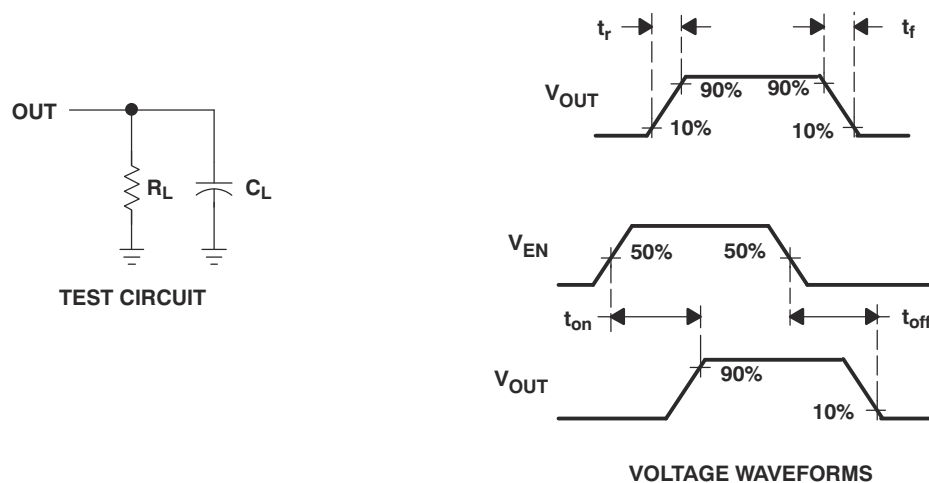 OUT
R_L
C_L
TEST CIRCUIT
t_r
t_f
V_OUT
90%
90%
10%
10%
V_EN
50%
50%
t_on
t_off
V_OUT
90%
10%
VOLTAGE WAVEFORMS